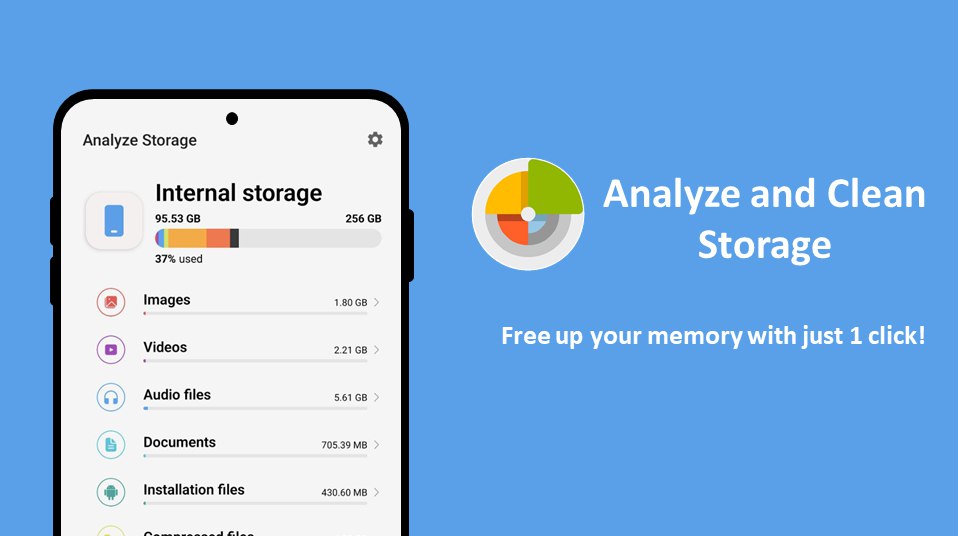 Analyze Storage
Internal storage
95.53 GB 256 GB
37% used
Images 1.80 GB
Videos 2.21 GB
Audio files 5.61 GB
Documents 705.39 MB
Installation files 430.60 MB
Compressed files
Analyze and Clean
Storage
Free up your memory with just 1 click!